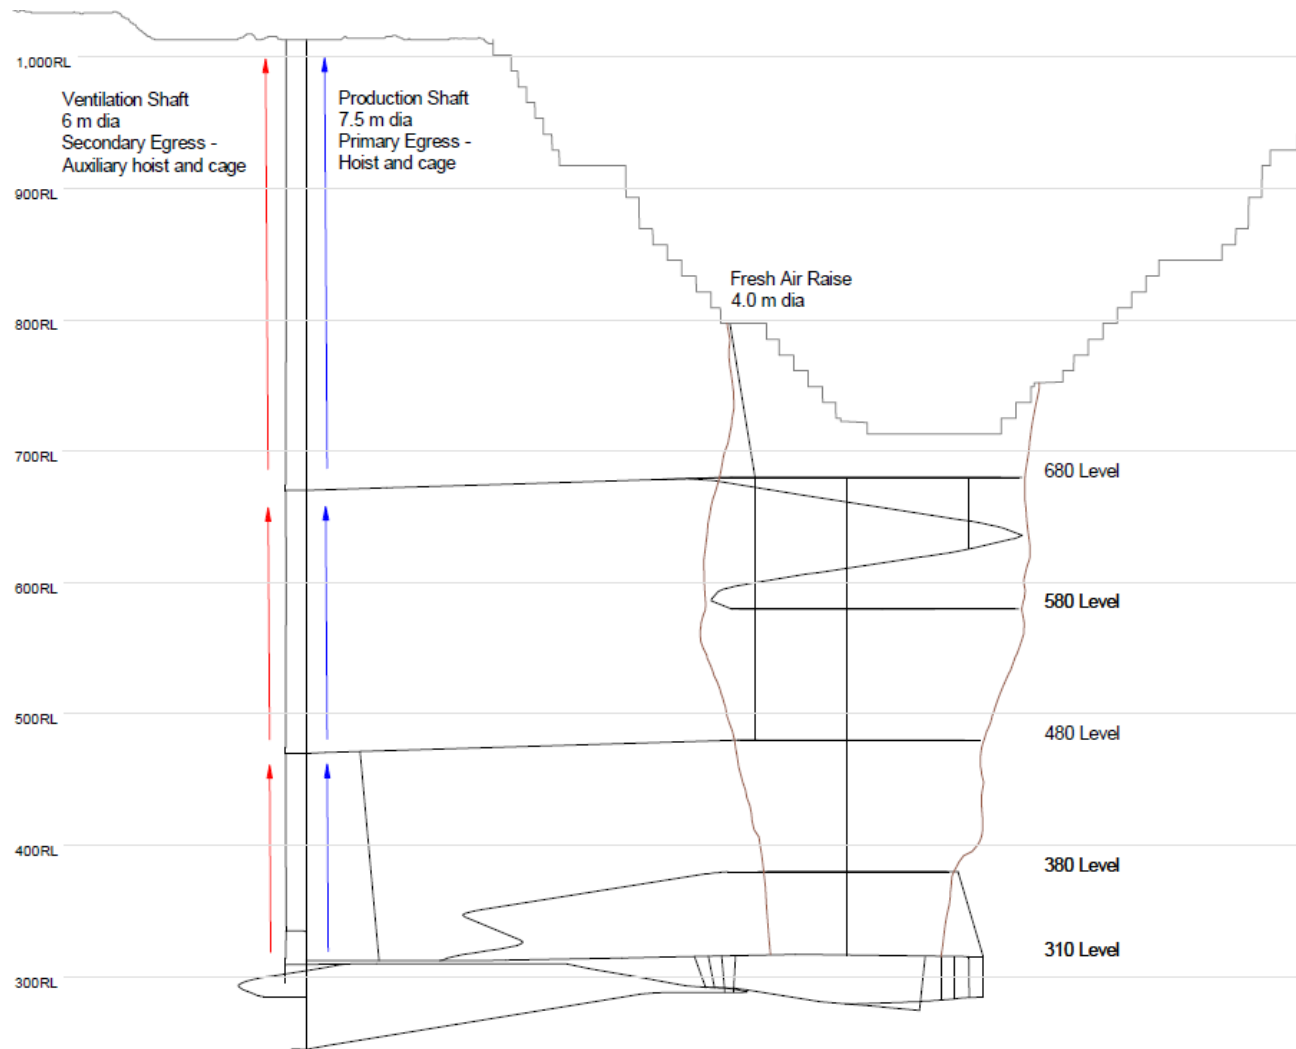 1,000RL
Ventilation Shaft
6 m dia
Secondary Egress -
Auxiliary hoist and cage
Production Shaft
7.5 m dia
Primary Egress -
Hoist and cage
900RL
Fresh Air Raise
4.0 m dia
800RL
700RL
680 Level
600RL
580 Level
500RL
480 Level
400RL
380 Level
310 Level
300RL